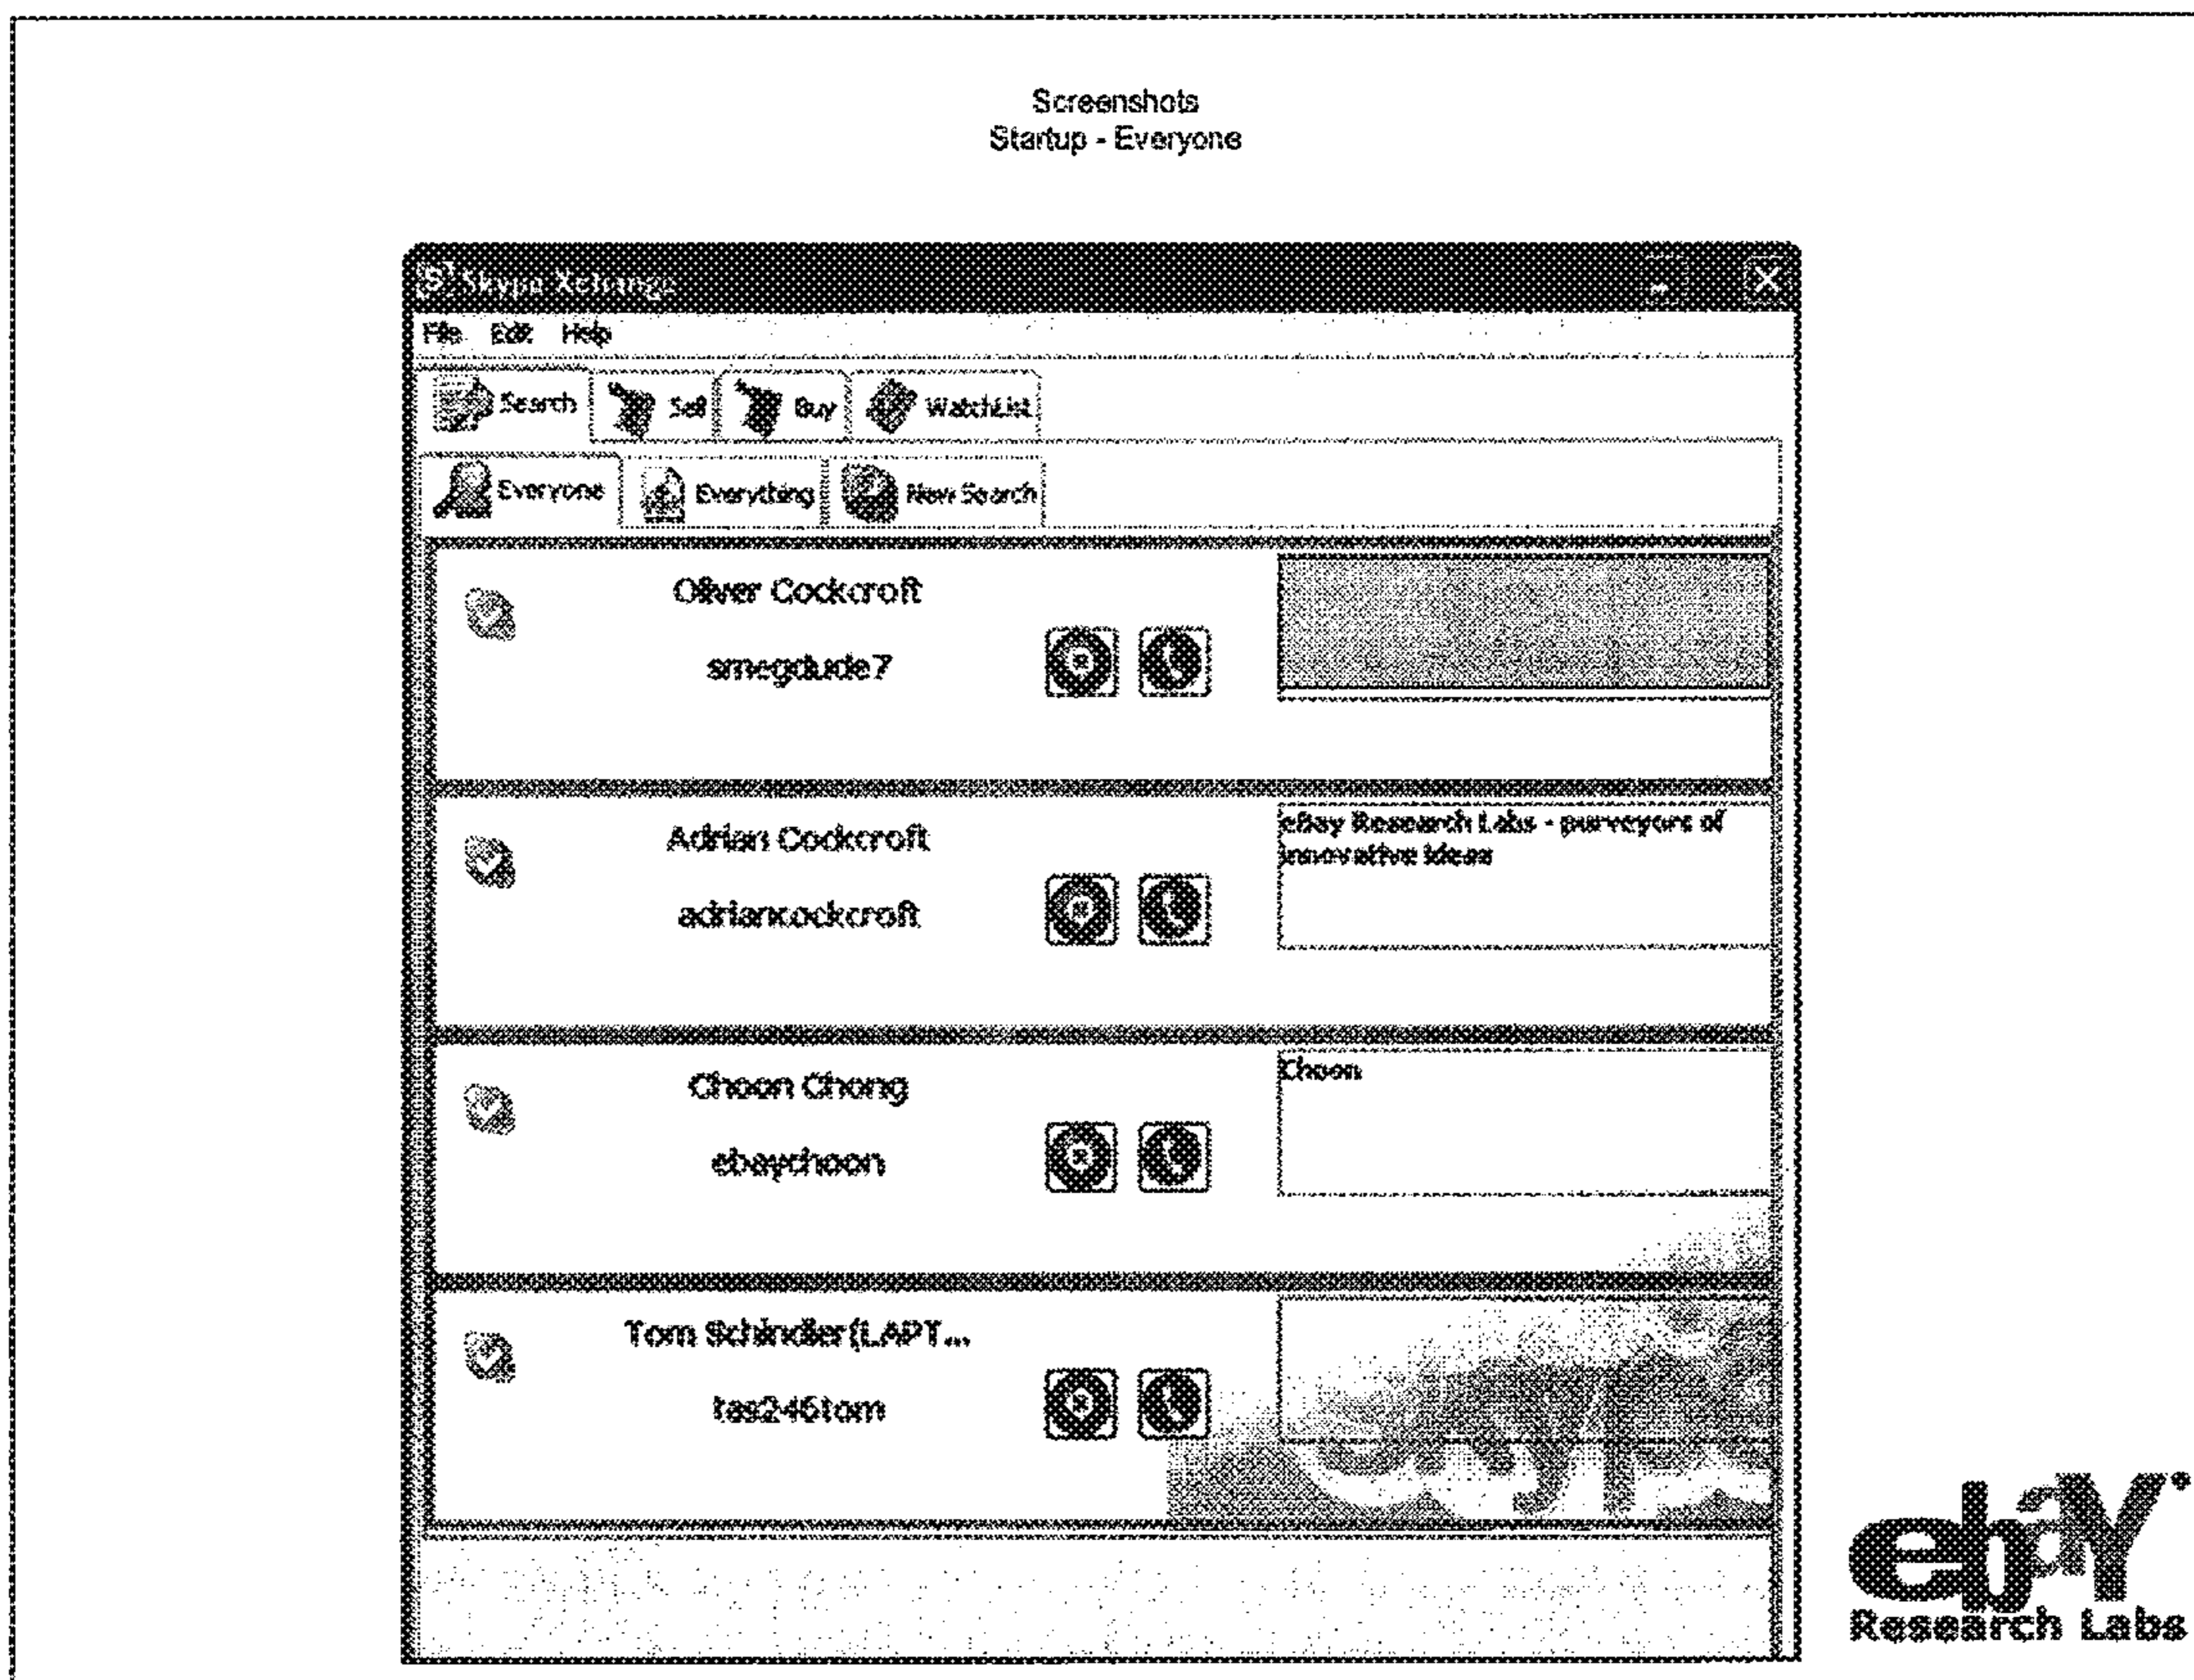 Screenshots
Startup - Everyone
Skype Xchange
File Edit Help
Search Sell Buy WatchList
Everyone Everything New Search
Oliver Cockcroft
smegdude7
Adrian Cockcroft
adriancockcroft
eBay Research Labs - purveyors of
innovative ideas
Choon Chong
ebaychoon
Choon
Tom Schindler(LAPT...
tas246tom
skype
ebaY
Research Labs